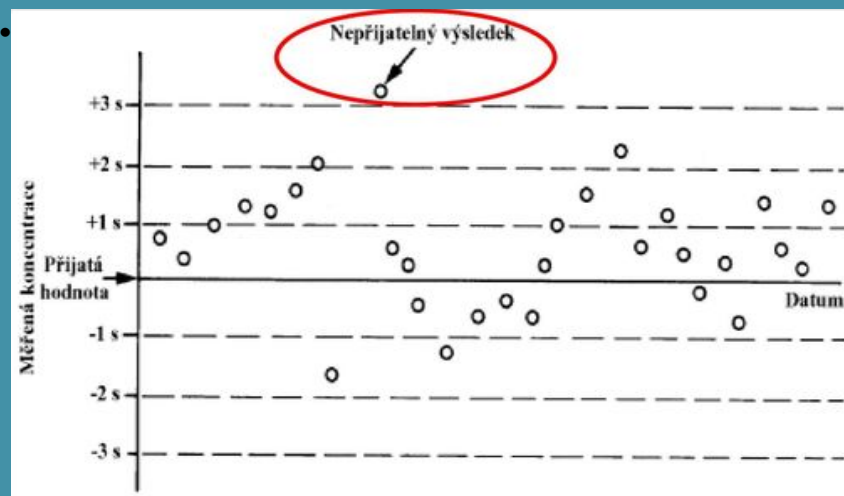 Nepřijatelný výsledek
+3 s
+2 s
+1 s
Přijatá
hodnota
-1 s
-2 s
-3 s
Měřená koncentrace
Datum